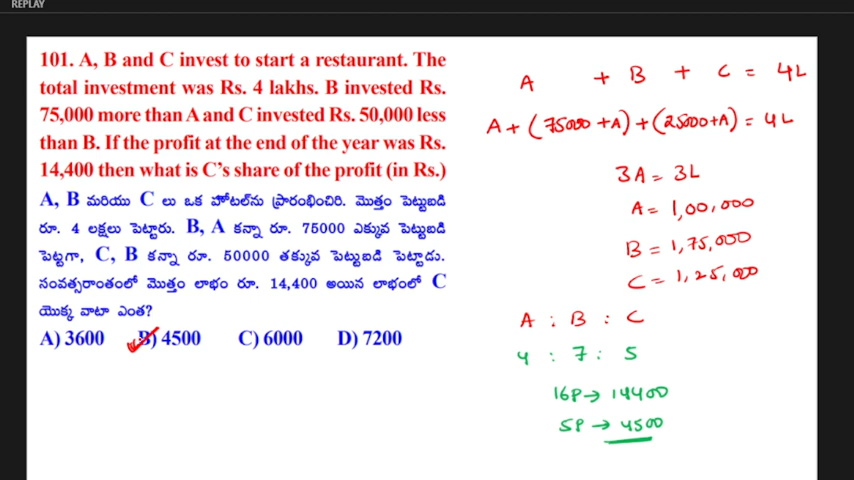 REPLAY
101. A, B and C invest to start a restaurant. The
total investment was Rs. 4 lakhs. B invested Rs.
75,000 more than A and C invested Rs. 50,000 less
than B. If the profit at the end of the year was Rs.
14,400 then what is C's share of the profit (in Rs.)
A, B మరియు C లు ఒక హోటల్‌ను ప్రారంభించిరి. మొత్తం పెట్టుబడి
రూ. 4 లక్షలు పెట్టారు. B, A కన్నా రూ. 75000 ఎక్కువ పెట్టుబడి
పెట్టగా, C, B కన్నా రూ. 50000 తక్కువ పెట్టుబడి పెట్టాడు.
సంవత్సరాంతంలో మొత్తం లాభం రూ. 14,400 అయిన లాభంలో C
యొక్క వాటా ఎంత?
A) 3600 B) 4500 C) 6000 D) 7200
A + B + C = 4L
A + (75000 + A) + (25000 + A) = 4L
3A = 3L
A = 1,00,000
B = 1,75,000
C = 1,25,000
A : B : C
4 : 7 : 5
16P → 14400
5P → 4500